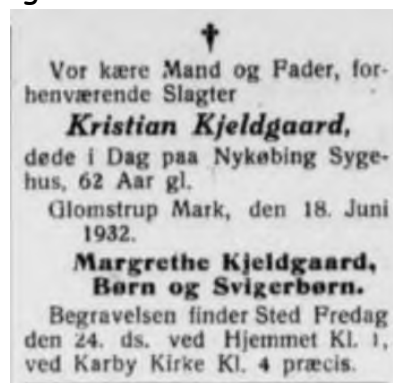 Vor kære Mand og Fader, for-
henværende Slagter
Kristian Kjeldgaard,
døde i Dag paa Nykøbing Syge-
hus, 62 Aar gl.
Glomstrup Mark, den 18. Juni
1932.
Margrethe Kjeldgaard,
Børn og Svigerbørn.
Begravelsen finder Sted Fredag
den 24. ds. ved Hjemmet Kl. 1,
ved Karby Kirke Kl. 4 præcis.